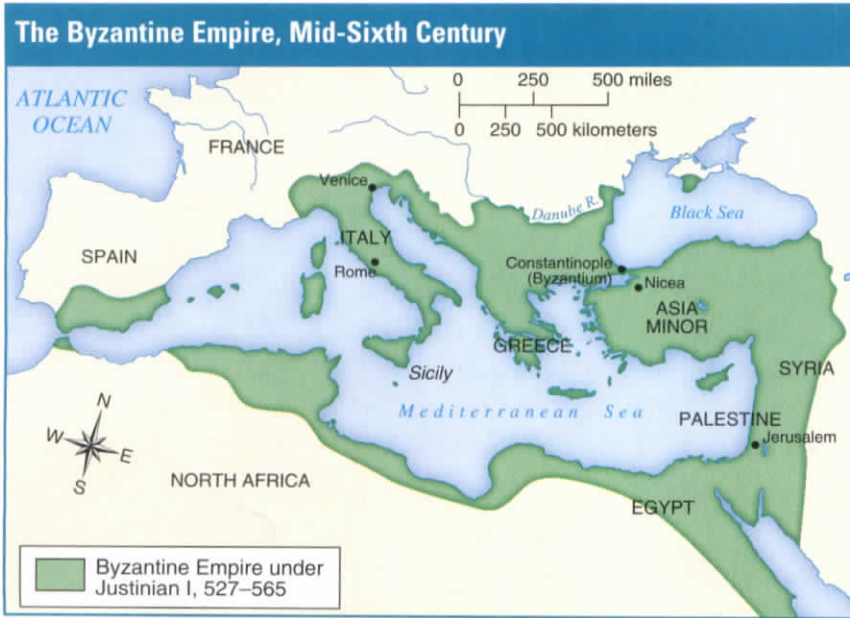 The Byzantine Empire, Mid-Sixth Century
0 250 500 miles
0 250 500 kilometers
ATLANTIC
OCEAN
FRANCE
Venice
Danube R.
Black Sea
SPAIN
ITALY
Rome
Constantinople
(Byzantium)
Nicea
ASIA
MINOR
GREECE
SYRIA
Sicily
Mediterranean Sea
PALESTINE
Jerusalem
N
W
E
S
NORTH AFRICA
EGYPT
Byzantine Empire under
Justinian I, 527–565